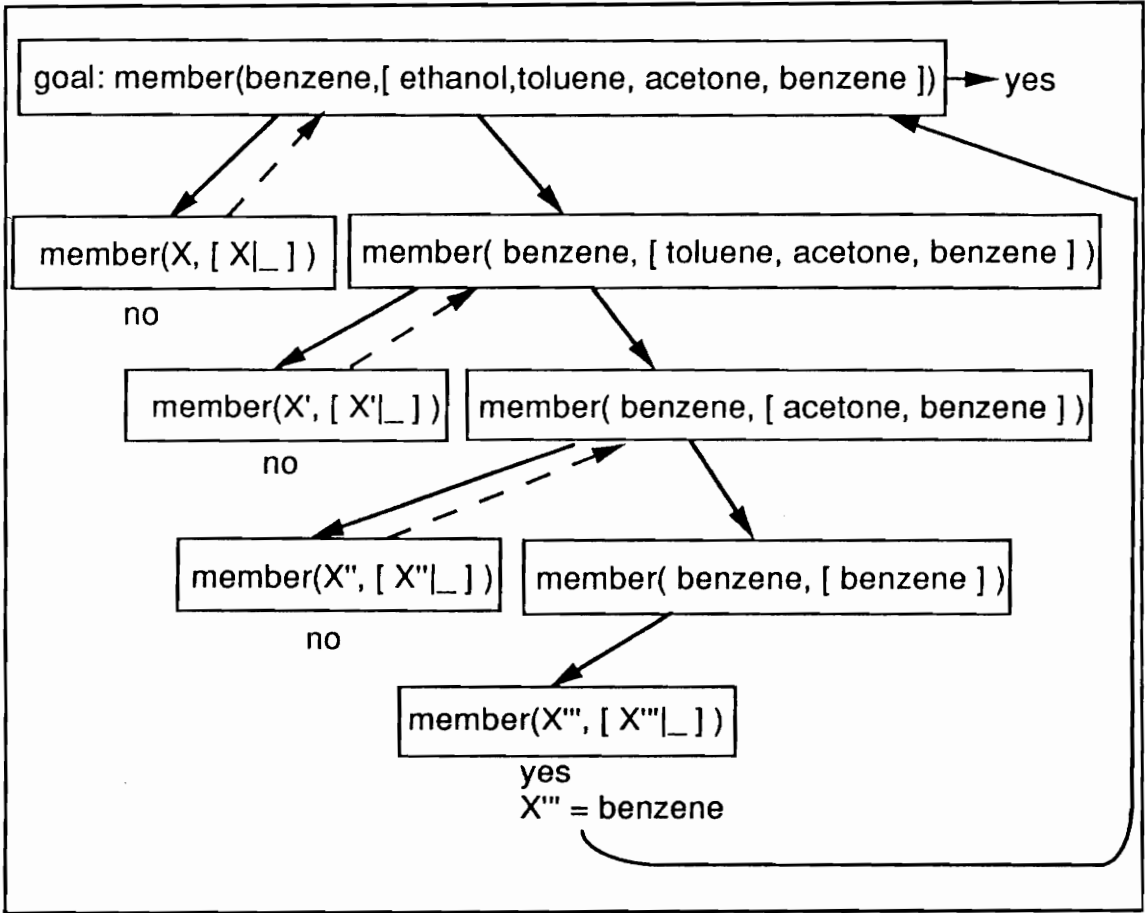 goal: member(benzene,[ ethanol,toluene, acetone, benzene ]) yes
member(X, [ X|_ ] ) member( benzene, [ toluene, acetone, benzene ] )
no
member(X', [ X'|_ ] ) member( benzene, [ acetone, benzene ] )
no
member(X", [ X"|_ ] ) member( benzene, [ benzene ] )
no
member(X''', [ X'''|_ ] )
yes
X''' = benzene